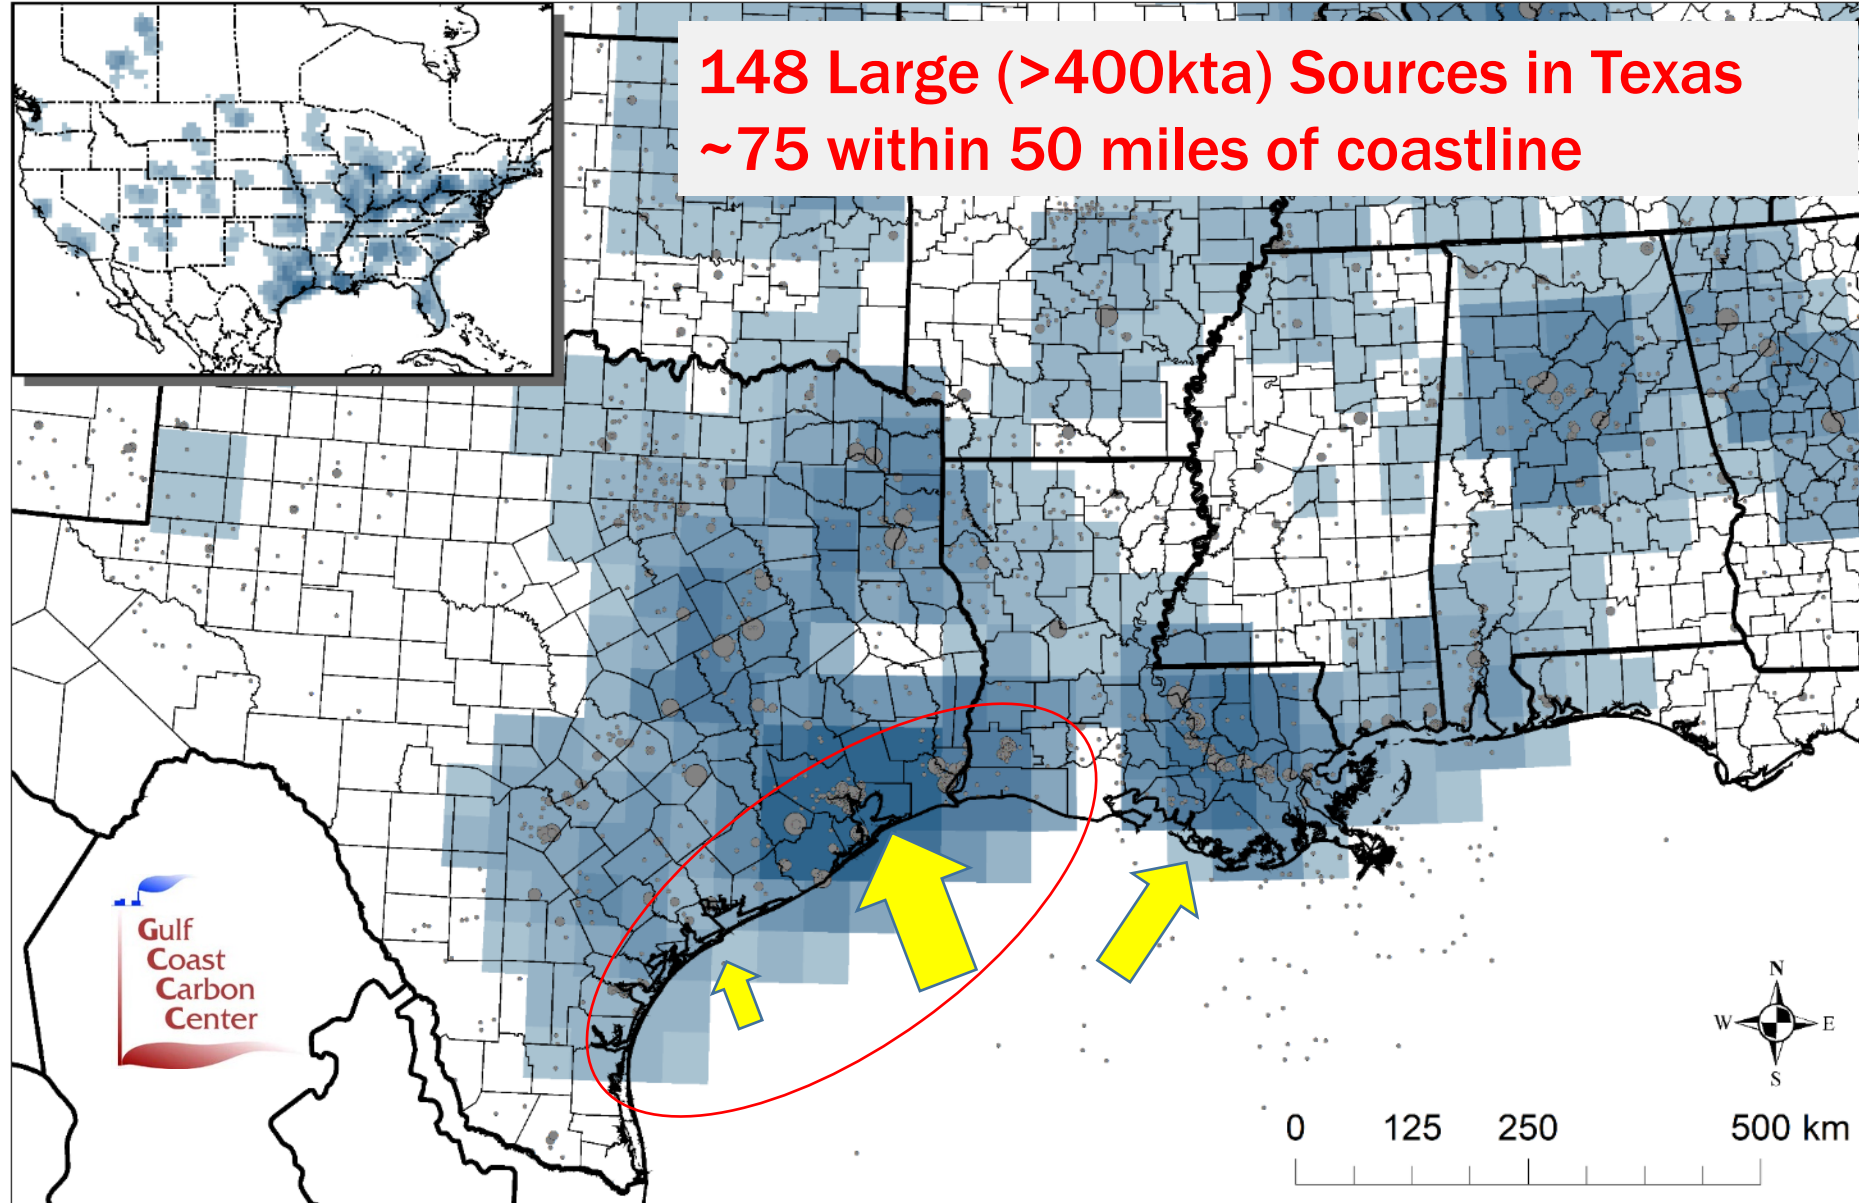 148 Large (>400kta) Sources in Texas
~75 within 50 miles of coastline
Gulf
Coast
Carbon
Center
N
W E
S
0 125 250 500 km